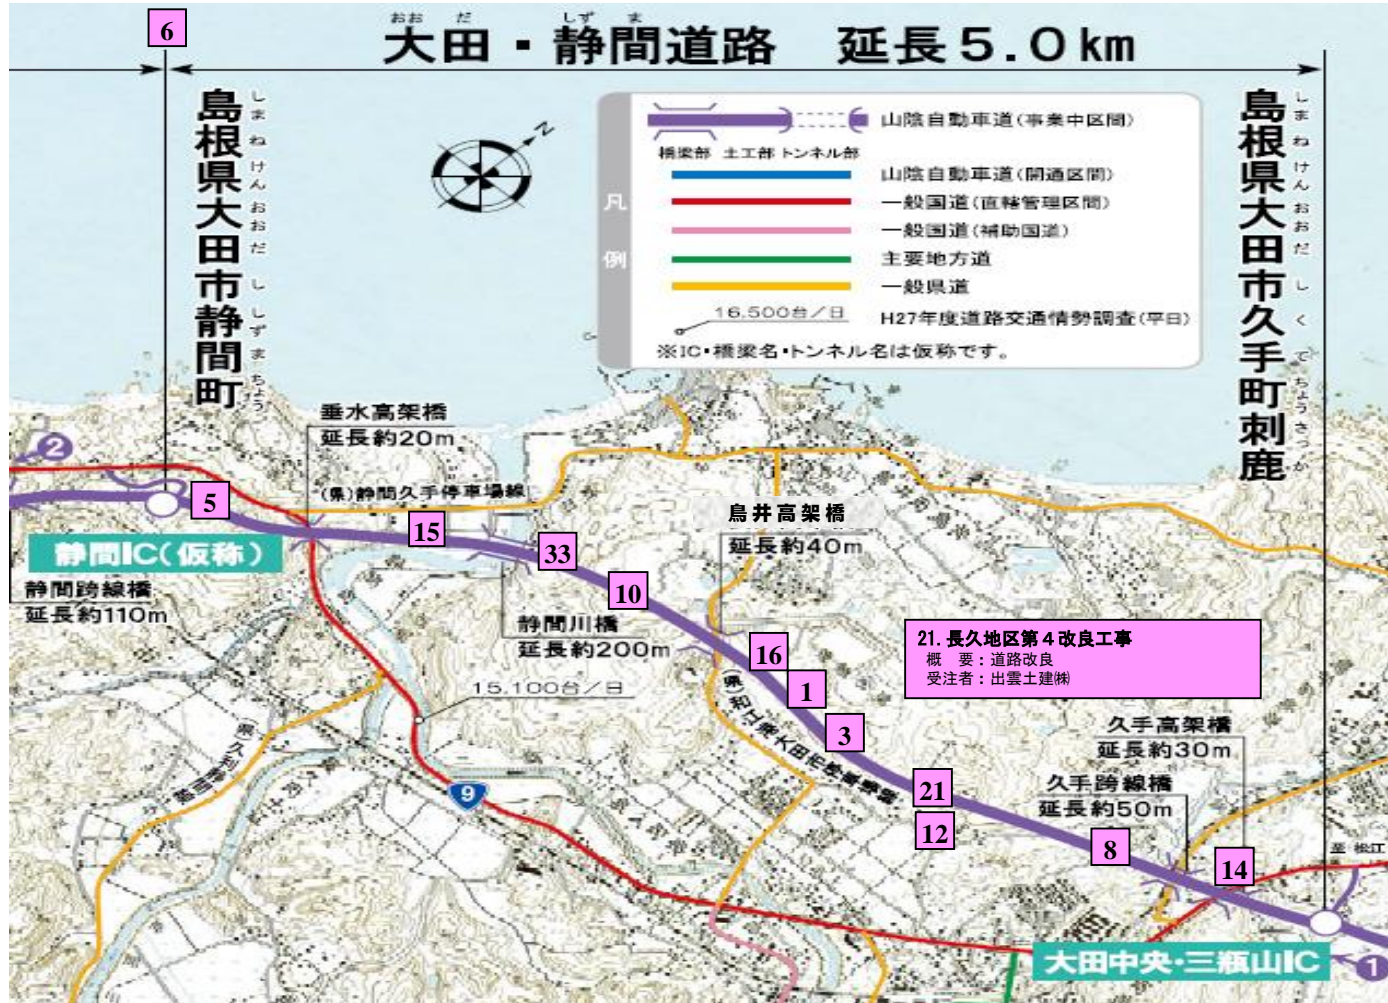 6
おお だ しず ま
大田・静間道路 延長5.0km
島根県大田市静間町
しまねけんおおだししずまちょう
島根県大田市久手町刺鹿
しまねけんおおだしくてちょうさつか
N
凡例
山陰自動車道(事業中区間)
橋梁部 土工部 トンネル部
山陰自動車道(開通区間)
一般国道(直轄管理区間)
一般国道(補助国道)
主要地方道
一般県道
16,500台/日 H27年度道路交通情勢調査(平日)
※IC・橋梁名・トンネル名は仮称です。
垂水高架橋
延長約20m
2
(県)静間久手停車場線
5
15
33
10
静間IC(仮称)
静間跨線橋
延長約110m
鳥井高架橋
延長約40m
静間川橋
延長約200m
15,100台/日
16
1
3
21. 長久地区第4改良工事
概 要:道路改良
受注者:出雲土建㈱
(県)久利静間線
9
21
12
久手高架橋
延長約30m
久手跨線橋
延長約50m
8
14
至 松江
大田中央・三瓶山IC
1